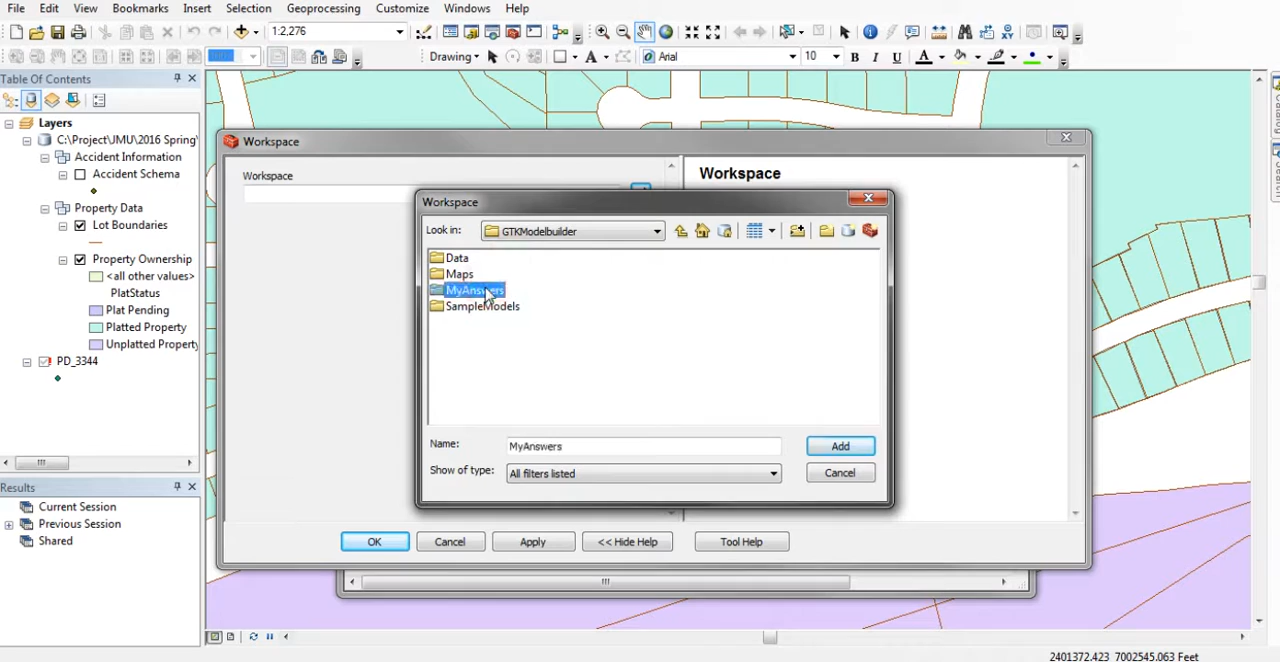 File Edit View Bookmarks Insert Selection Geoprocessing Customize Windows Help
1:2,276
Drawing Arial 10 B I U A
Table Of Contents
Layers
C:\Project\JMU\2016 Spring'
Accident Information
Accident Schema
Property Data
Lot Boundaries
Property Ownership
<all other values>
PlatStatus
Plat Pending
Platted Property
Unplatted Property
PD_3344
Results
Current Session
Previous Session
Shared
Workspace
Workspace
Workspace
OK Cancel Apply << Hide Help Tool Help
Workspace
Look in: GTKModelbuilder
Data
Maps
MyAnswers
SampleModels
Name: MyAnswers Add
Show of type: All filters listed Cancel
2401372.423 7002545.063 Feet